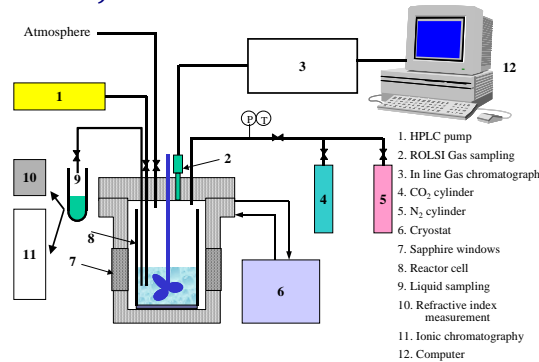 Atmosphere
1
3
12
P T
2
9
10
4
5
11
8
7
6
1. HPLC pump
2. ROLSI Gas sampling
3. In line Gas chromatograph
4. CO₂ cylinder
5. N₂ cylinder
6. Cryostat
7. Sapphire windows
8. Reactor cell
9. Liquid sampling
10. Refractive index
measurement
11. Ionic chromatography
12. Computer